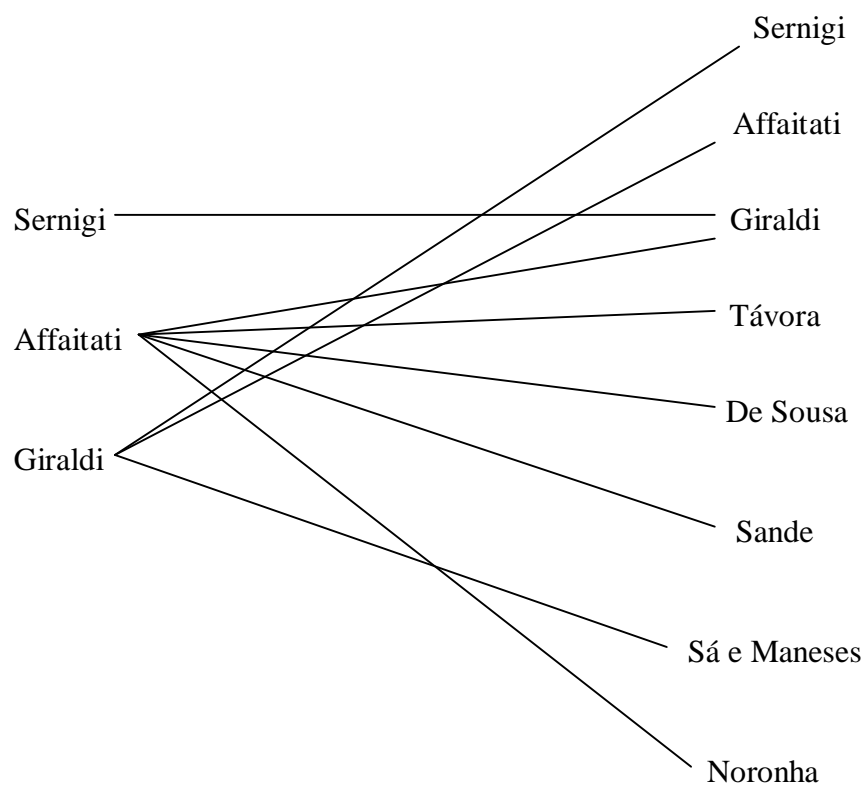 Sernigi
Affaitati
Giraldi
Sernigi
Affaitati
Giraldi
Távora
De Sousa
Sande
Sá e Maneses
Noronha